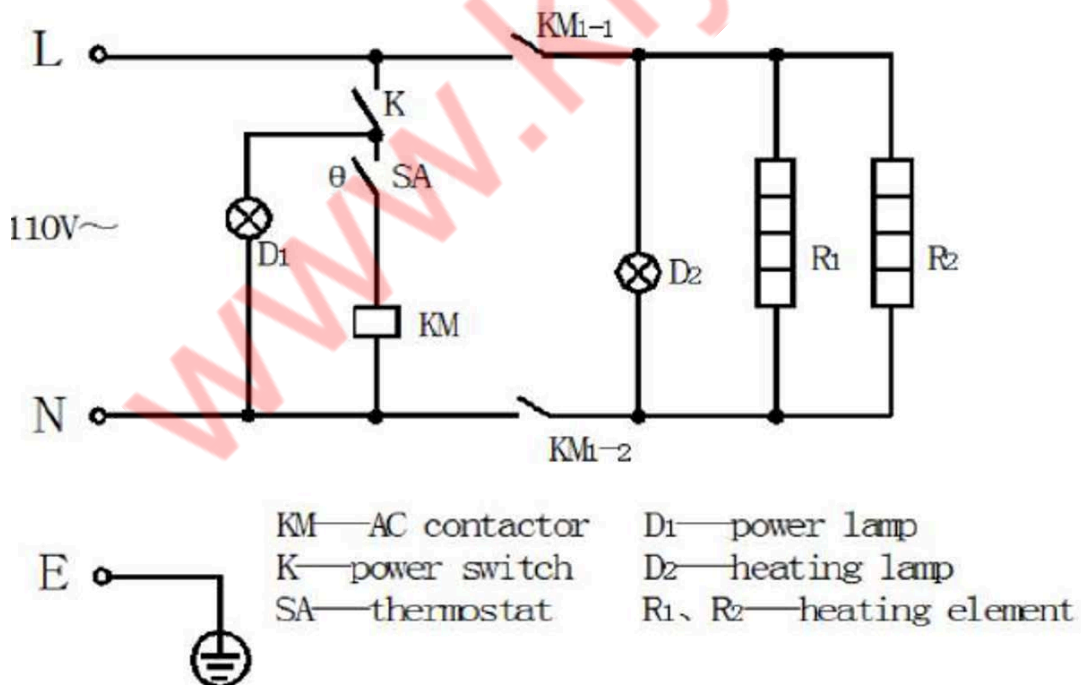 L
KM1-1
K
θ
SA
110V～
D1
D2
R1
R2
KM
N
KM1-2
KM──AC contactor
D1──power lamp
K──power switch
D2──heating lamp
SA──thermostat
R1、R2──heating element
E